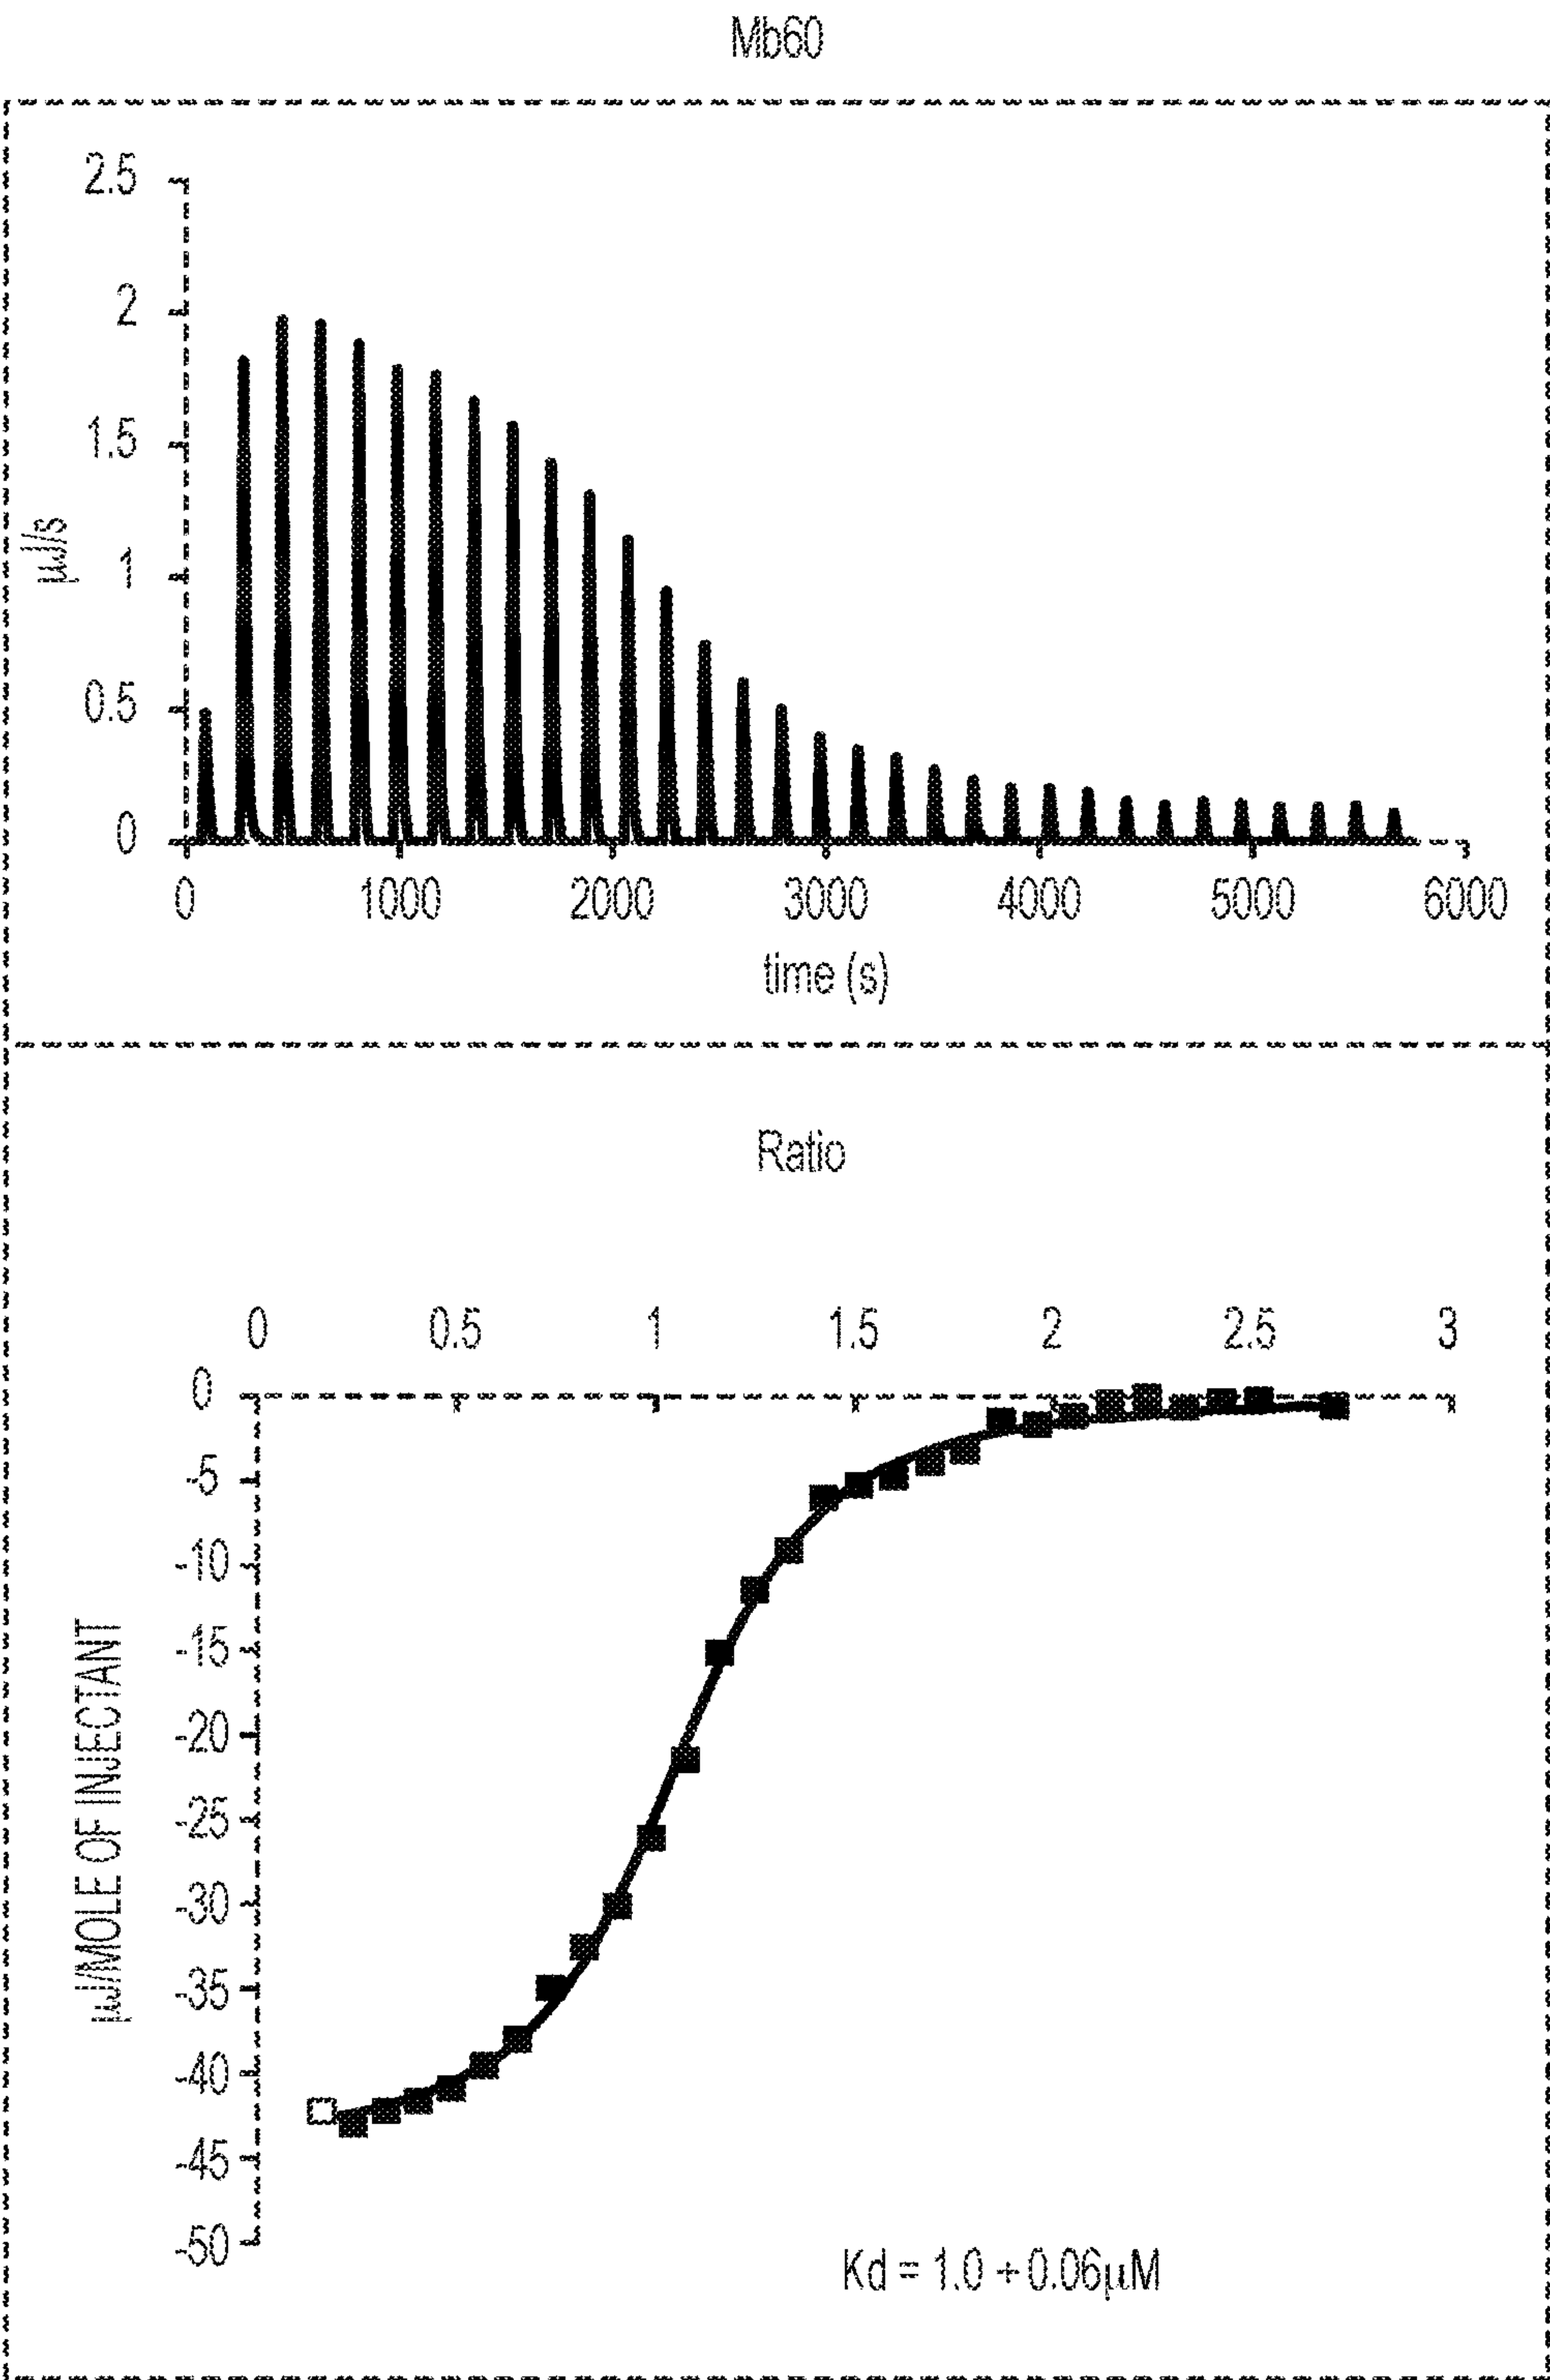 Mb60
2.5
2
1.5
1
0.5
0
µJ/s
0 1000 2000 3000 4000 5000 6000
time (s)
Ratio
0 0.5 1 1.5 2 2.5 3
0
-5
-10
-15
-20
-25
-30
-35
-40
-45
-50
µJ/MOLE OF INJECTANT
Kd = 1.0 + 0.06µM